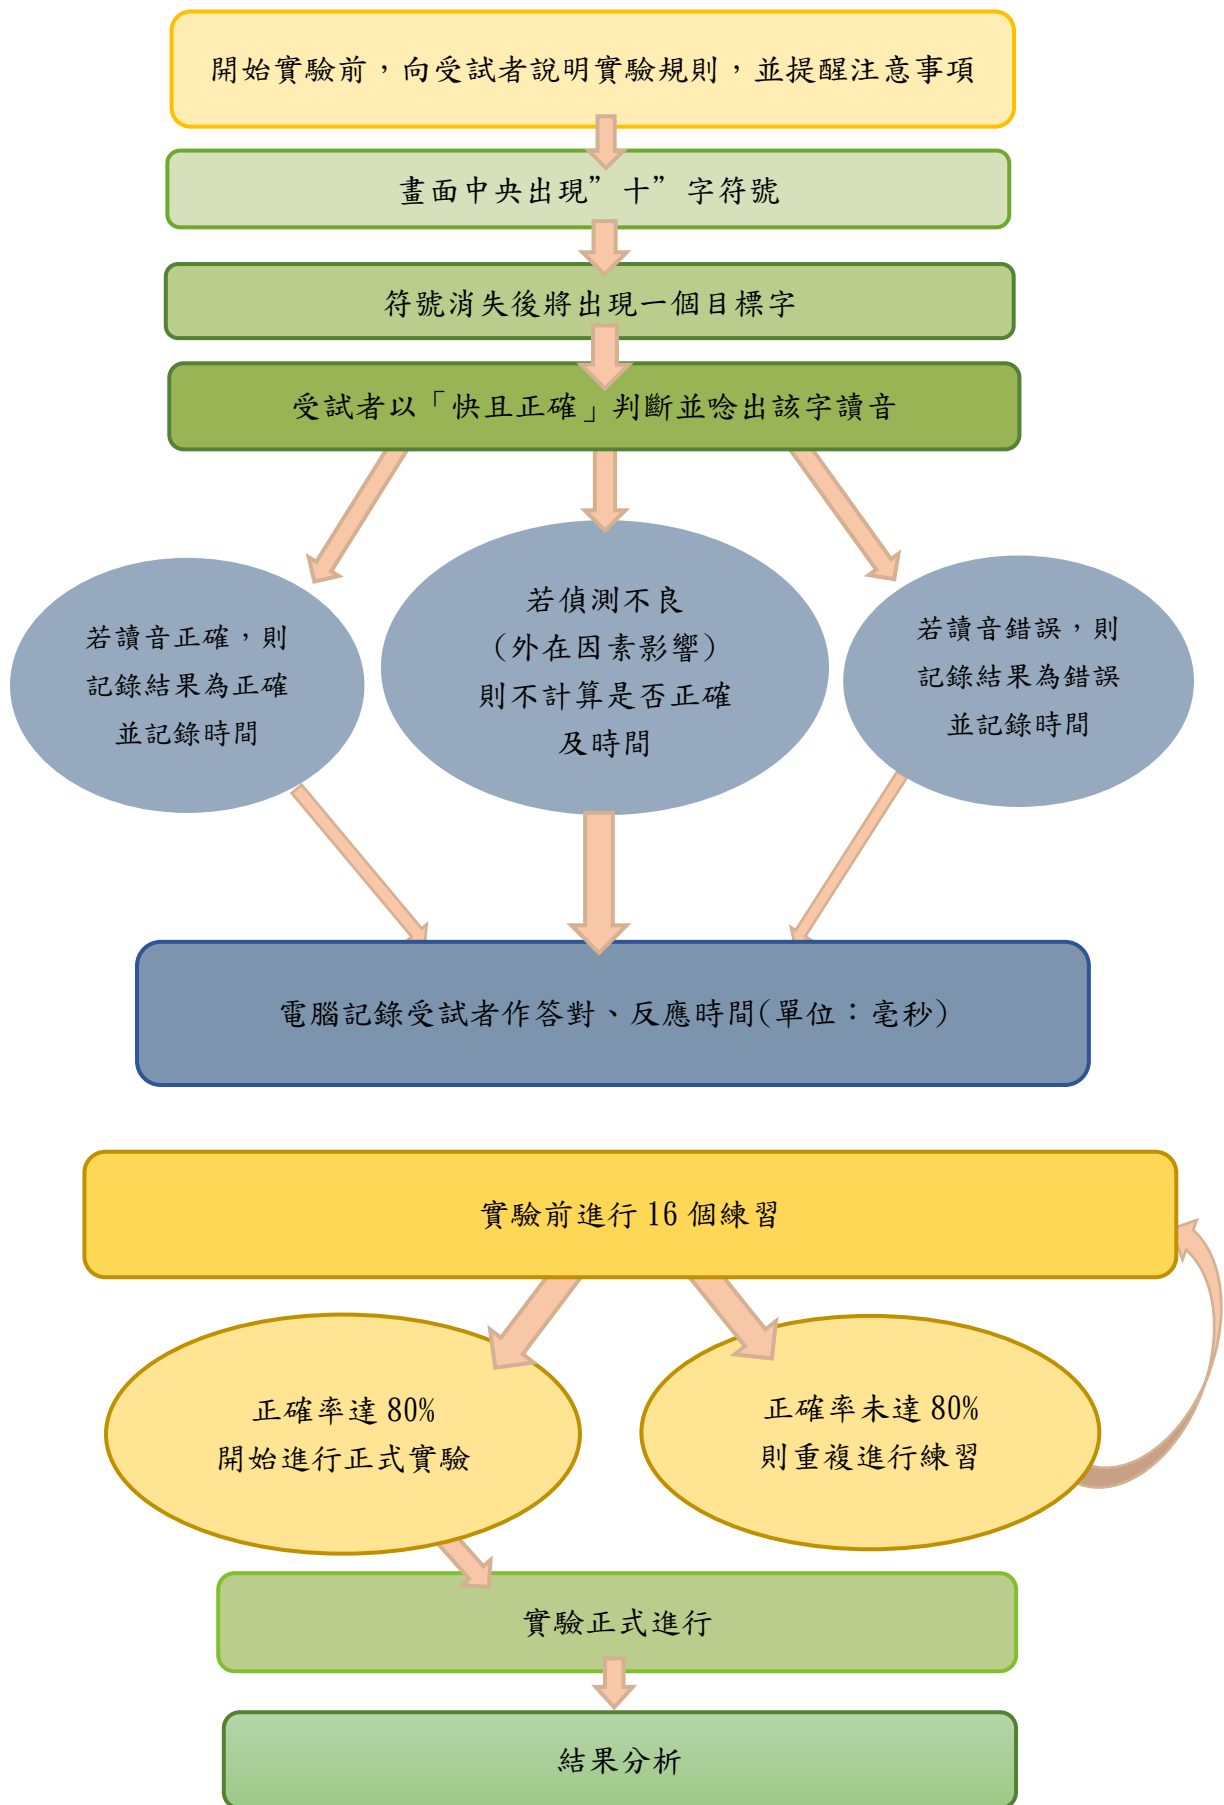 開始實驗前，向受試者說明實驗規則，並提醒注意事項
畫面中央出現”十”字符號
符號消失後將出現一個目標字
受試者以「快且正確」判斷並唸出該字讀音
若讀音正確，則
記錄結果為正確
並記錄時間
若偵測不良
(外在因素影響)
則不計算是否正確
及時間
若讀音錯誤，則
記錄結果為錯誤
並記錄時間
電腦記錄受試者作答對、反應時間(單位：毫秒)
實驗前進行 16 個練習
正確率達 80%
開始進行正式實驗
正確率未達 80%
則重複進行練習
實驗正式進行
結果分析